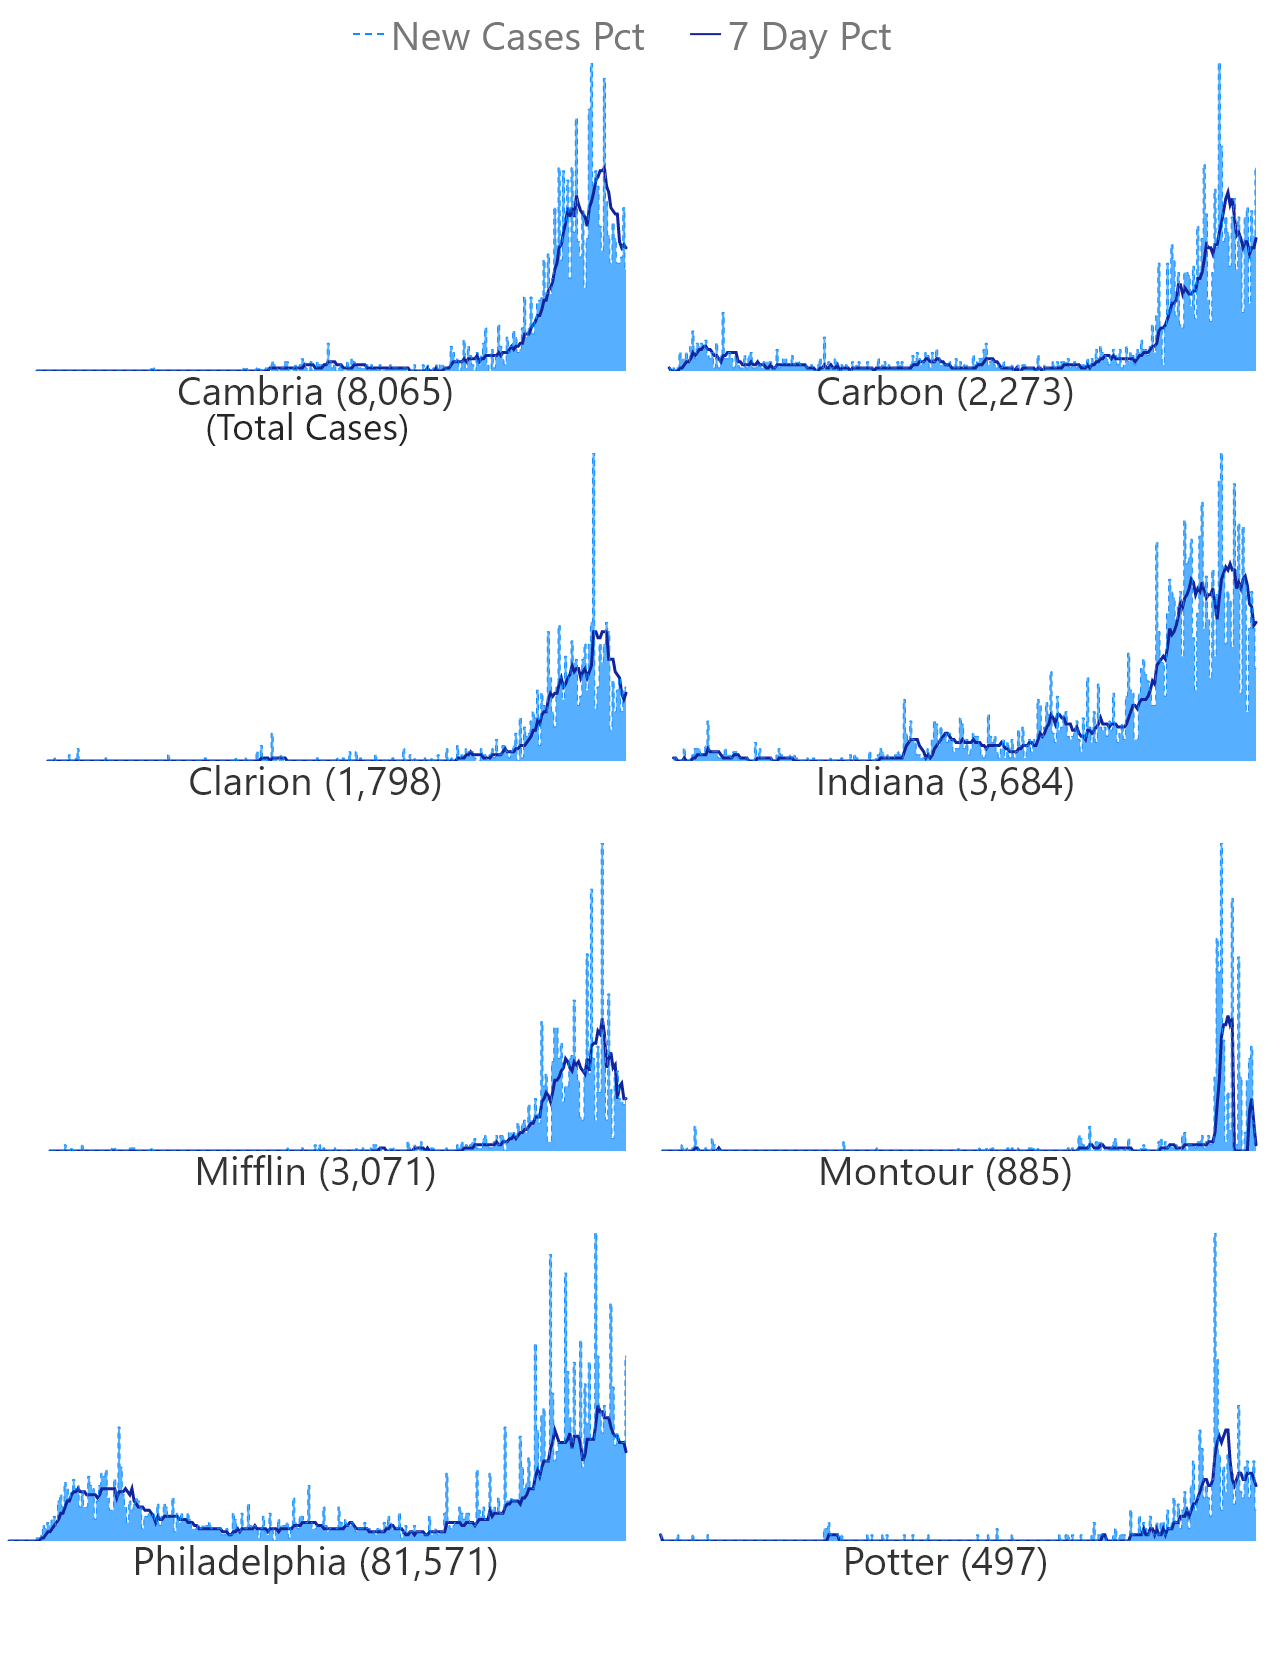 New Cases Pct 7 Day Pct
Cambria (8,065) Carbon (2,273)
(Total Cases)
Clarion (1,798) Indiana (3,684)
Mifflin (3,071) Montour (885)
Philadelphia (81,571) Potter (497)